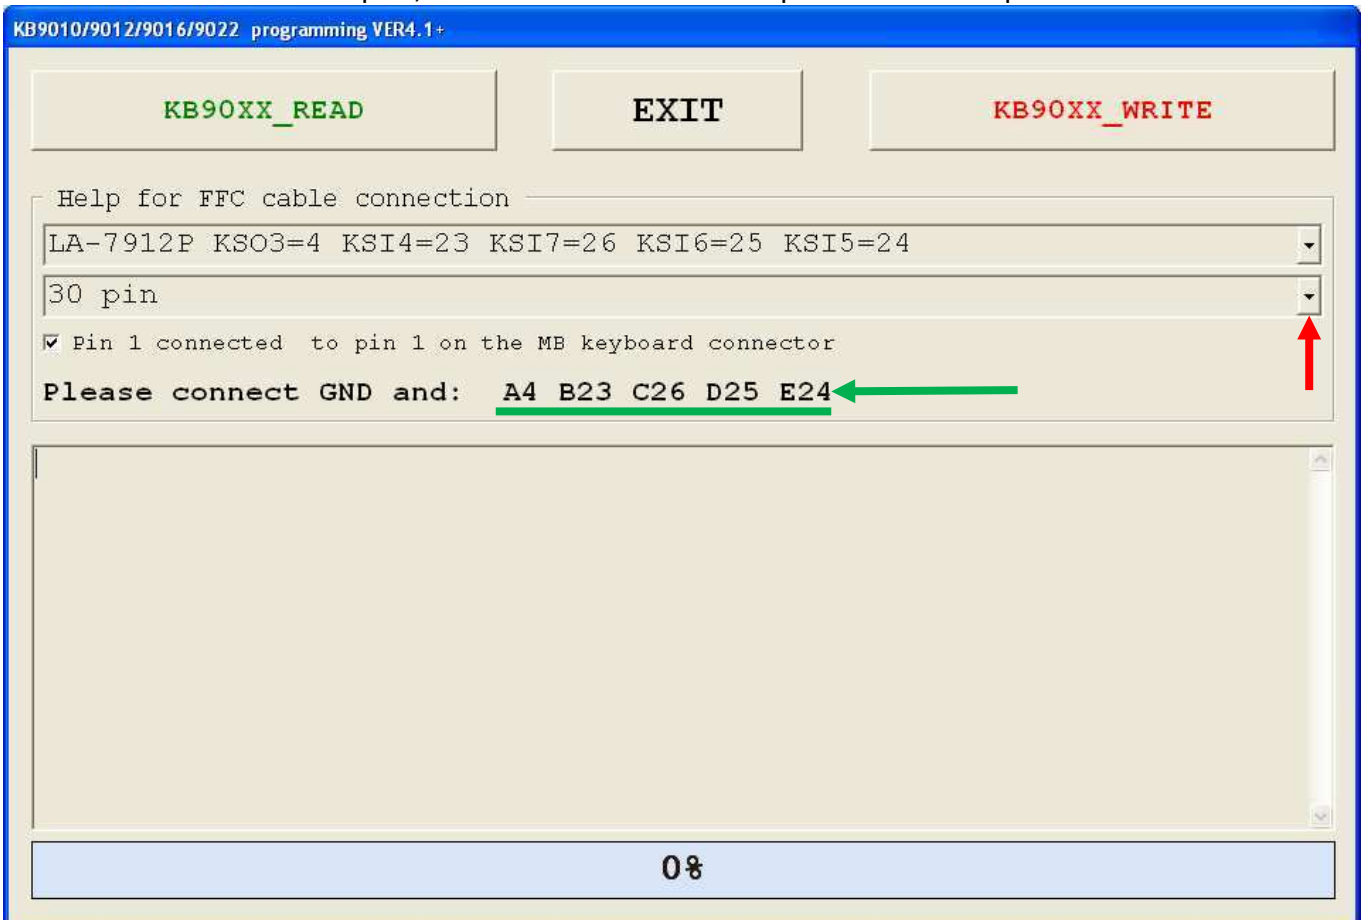 KB9010/9012/9016/9022 programming VER4.1+
KB90XX_READ
EXIT
KB90XX_WRITE
Help for FFC cable connection
LA-7912P KSO3=4 KSI4=23 KSI7=26 KSI6=25 KSI5=24
30 pin
Pin 1 connected to pin 1 on the MB keyboard connector
Please connect GND and: A4 B23 C26 D25 E24
0%